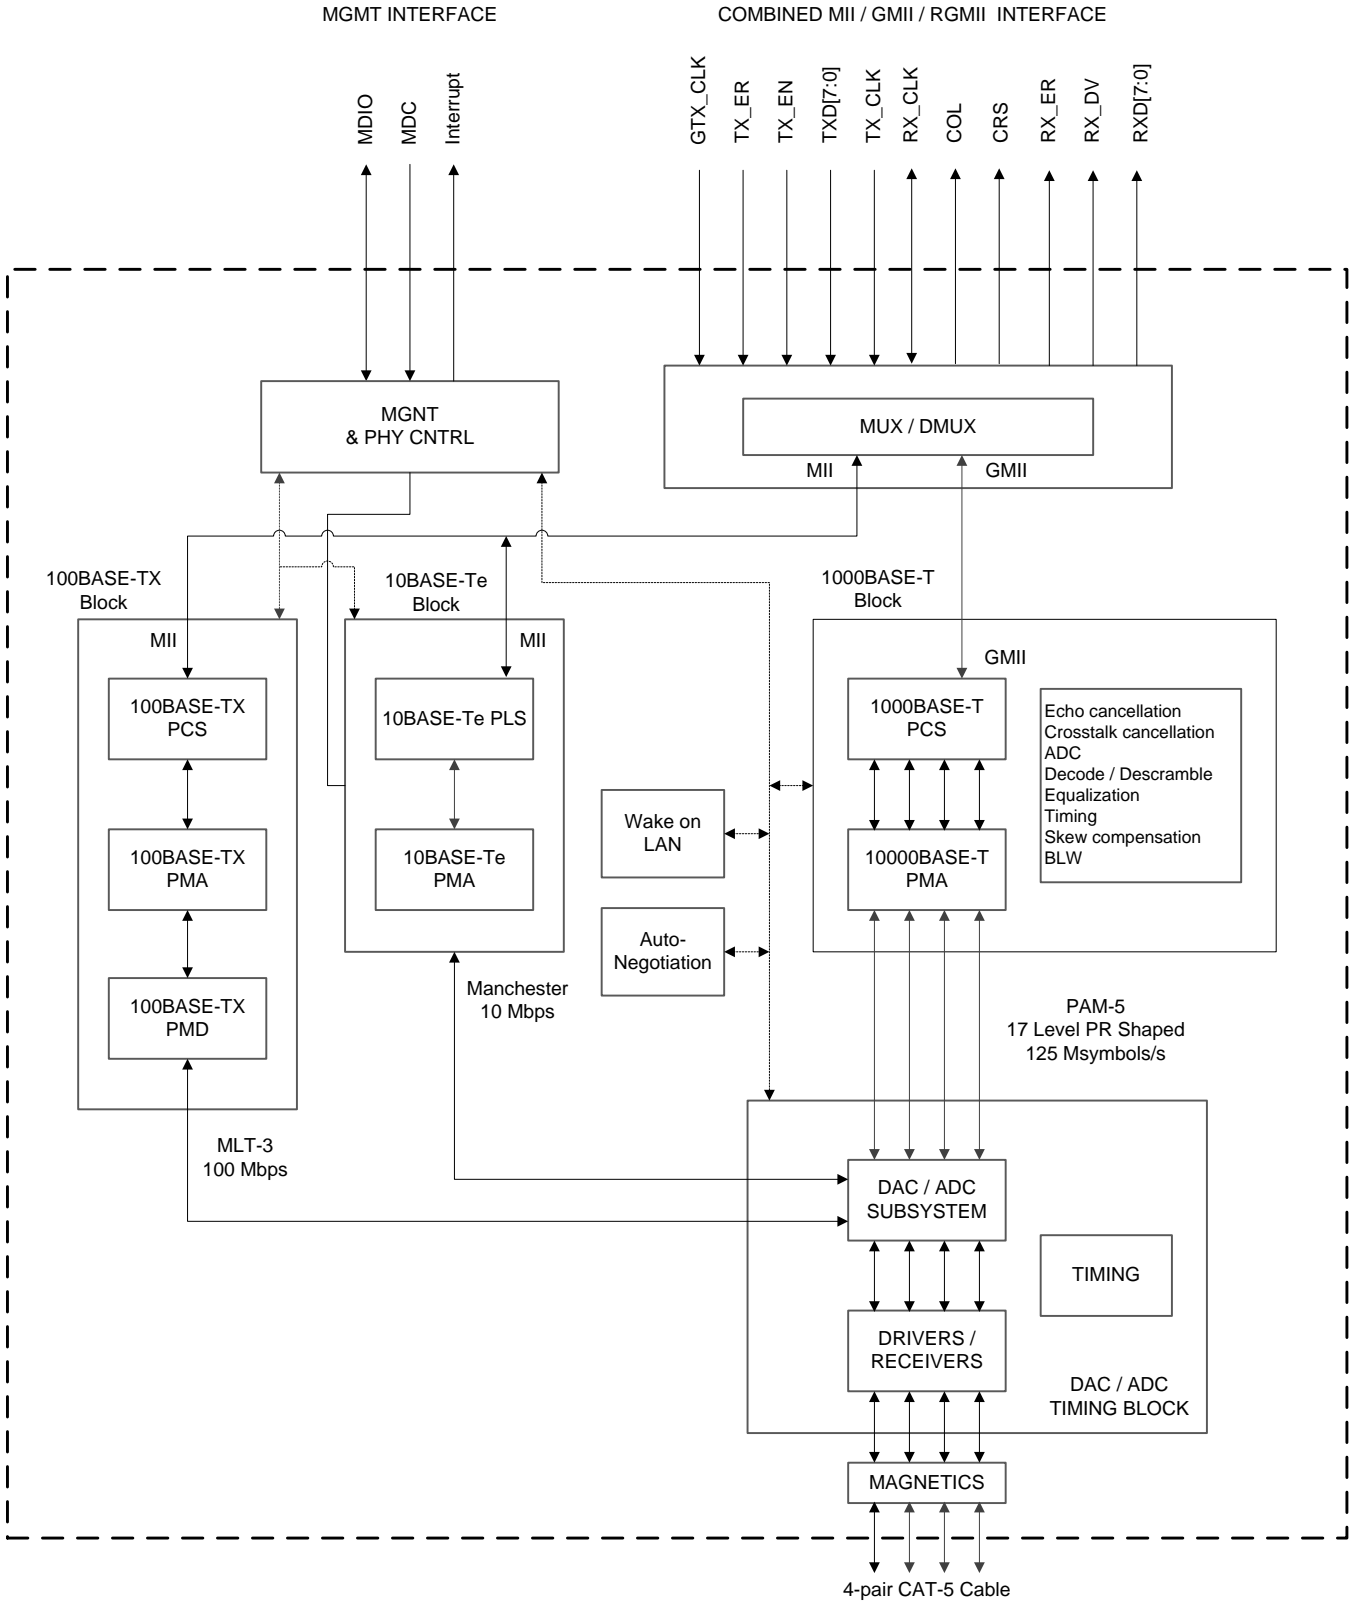 MGMT INTERFACE
COMBINED MII / GMII / RGMII INTERFACE
MDIO
MDC
Interrupt
GTX_CLK
TX_ER
TX_EN
TXD[7:0]
TX_CLK
RX_CLK
COL
CRS
RX_ER
RX_DV
RXD[7:0]
MGNT
& PHY CNTRL
MUX / DMUX
MII
GMII
100BASE-TX
Block
10BASE-Te
Block
1000BASE-T
Block
MII
100BASE-TX
PCS
100BASE-TX
PMA
100BASE-TX
PMD
MII
10BASE-Te PLS
10BASE-Te
PMA
Wake on
LAN
Auto-
Negotiation
GMII
1000BASE-T
PCS
10000BASE-T
PMA
Echo cancellation
Crosstalk cancellation
ADC
Decode / Descramble
Equalization
Timing
Skew compensation
BLW
Manchester
10 Mbps
PAM-5
17 Level PR Shaped
125 Msymbols/s
MLT-3
100 Mbps
DAC / ADC
SUBSYSTEM
TIMING
DRIVERS /
RECEIVERS
DAC / ADC
TIMING BLOCK
MAGNETICS
4-pair CAT-5 Cable